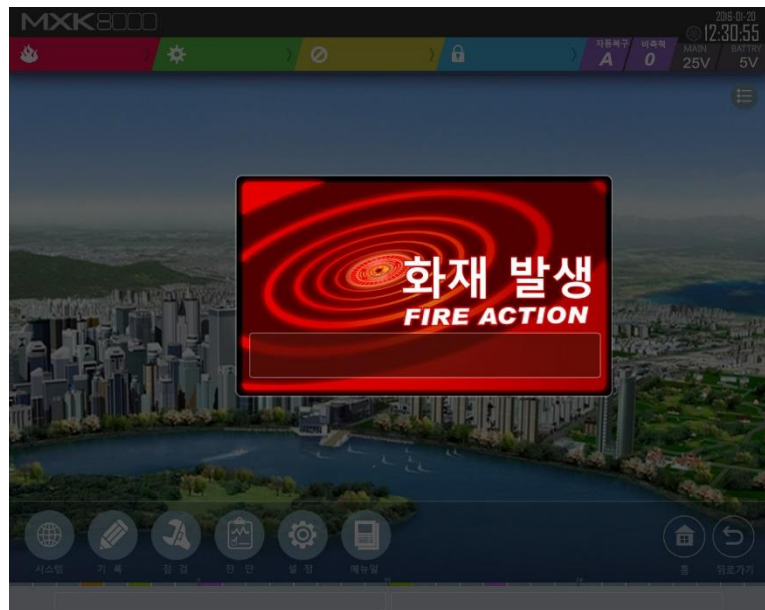 MXK8000
2016-01-20
12:30:55
자동복구 비축적 MAIN BATTRY
A 0 25V 5V
화재 발생
FIRE ACTION
시스템 기록 점검 진단 설정 메뉴얼 홈 뒤로가기